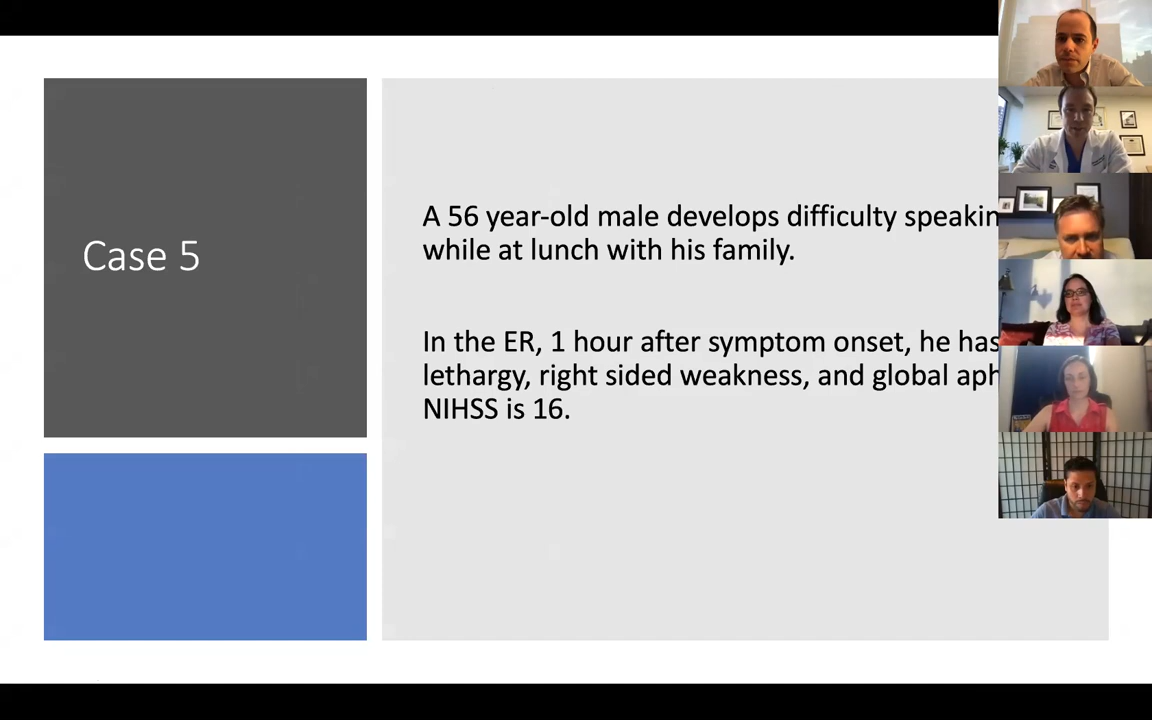 Case 5
A 56 year-old male develops difficulty speakin
while at lunch with his family.
In the ER, 1 hour after symptom onset, he has
lethargy, right sided weakness, and global aph
NIHSS is 16.